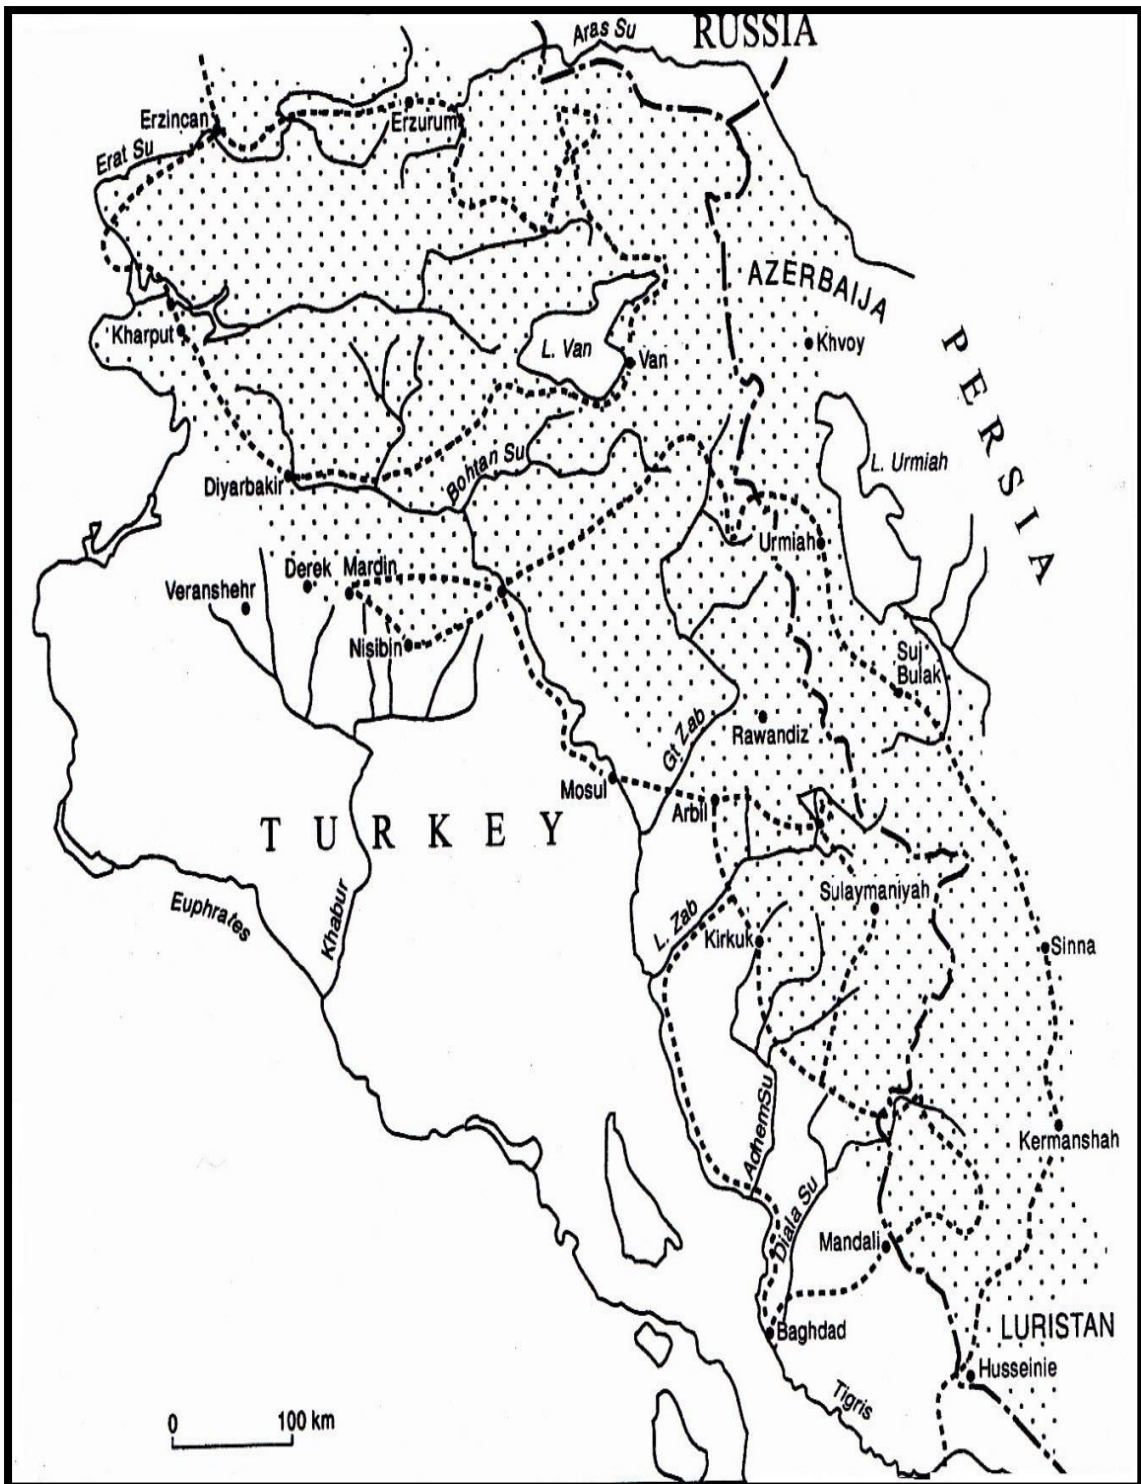 Aras Su
RUSSIA
Erzincan
Erzurum
Erat Su
AZERBAIJA
Kharput
L. Van
Van
Khvoy
PERSIA
Bohtan Su
L. Urmiah
Diyarbakir
Urmiah
Derek
Mardin
Veranshehr
Nisibin
Suj
Bulak
Gt Zab
Rawandiz
Mosul
Arbil
TURKEY
Sulaymaniyah
Euphrates
Khabur
L. Zab
Kirkuk
Sinna
AdhemSu
Kermanshah
Diala Su
Mandali
Baghdad
LURISTAN
Husseinie
Tigris
0 100 km